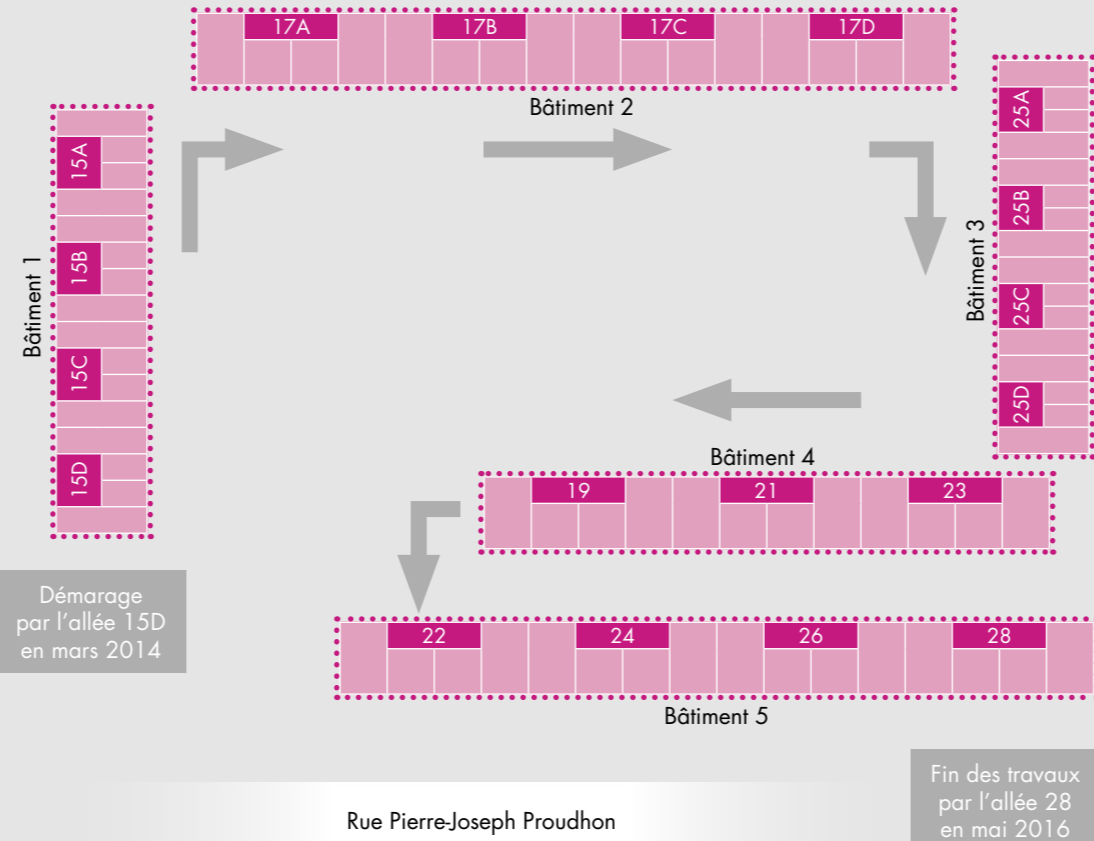 17A
17B
17C
17D
Bâtiment 2
15A
15B
15C
15D
Bâtiment 1
25A
25B
25C
25D
Bâtiment 3
Bâtiment 4
19
21
23
Démarage
par l'allée 15D
en mars 2014
22
24
26
28
Bâtiment 5
Rue Pierre-Joseph Proudhon
Fin des travaux
par l'allée 28
en mai 2016